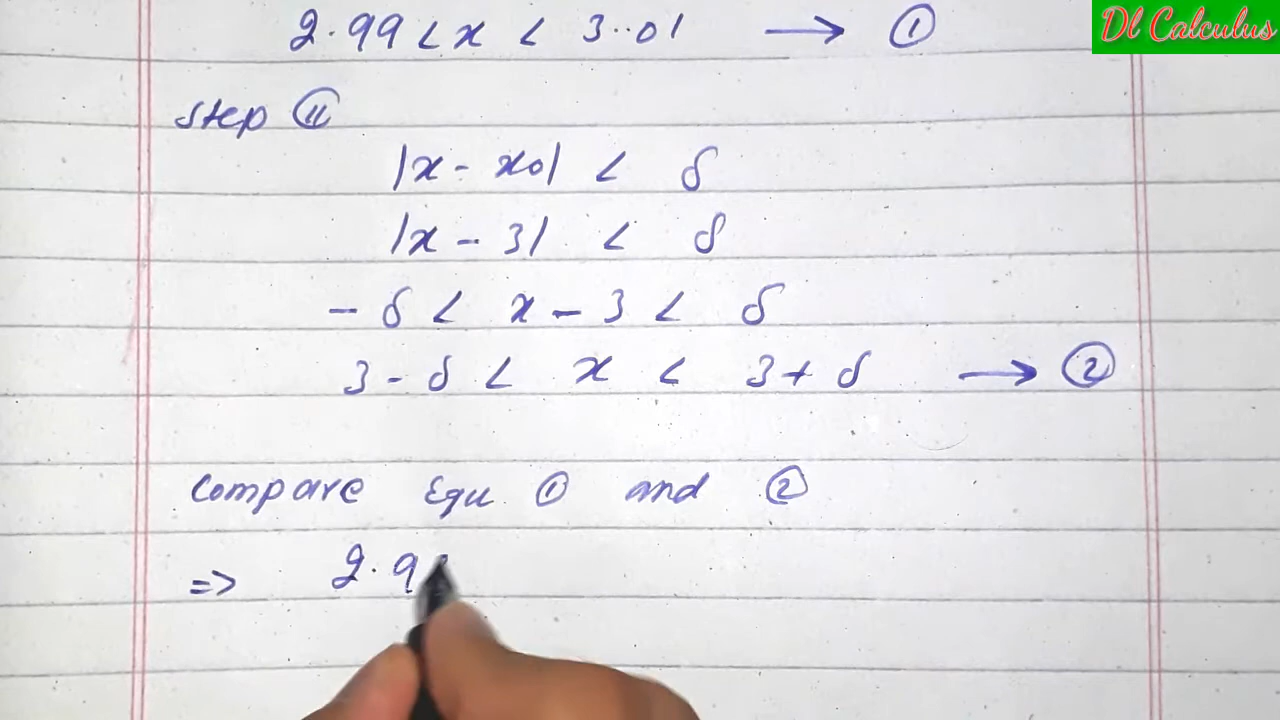 Dl Calculus
2.99 < x < 3..01 → ①
Step ⑪
|x - x0| < δ
|x - 3| < δ
- δ < x - 3 < δ
3 - δ < x < 3 + δ → ②
Compare Equ ① and ②
=> 2.9